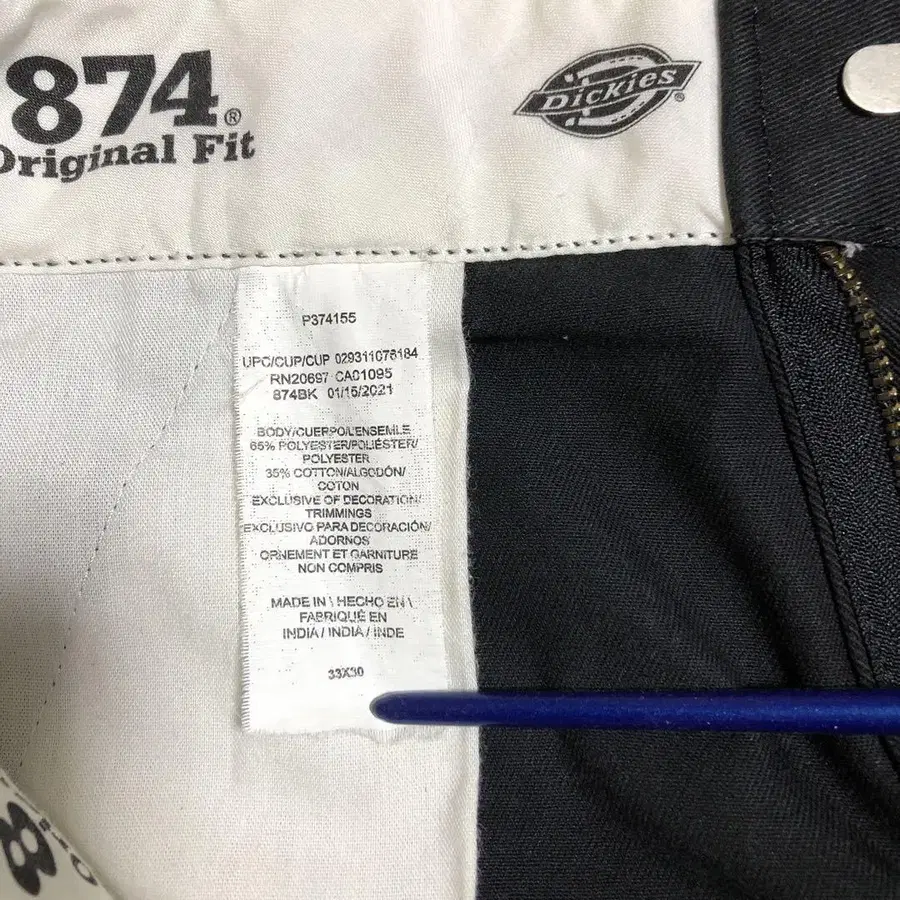 874®
Original Fit
Dickies®
P374155
UPC/CUP/CUP 029311078184
RN20697 CA01095
874BK 01/15/2021
BODY/CUERPO/L'ENSEMLE
65% POLYESTER/POLIÉSTER/
POLYESTER
35% COTTON/ALGODÓN/
COTON
EXCLUSIVE OF DECORATION/
TRIMMINGS
EXCLUSIVO PARA DECORACIÓN/
ADORNOS
ORNEMENT ET GARNITURE
NON COMPRIS
MADE IN \ HECHO EN \
FABRIQUÉ EN
INDIA / INDIA / INDE
33X30
8